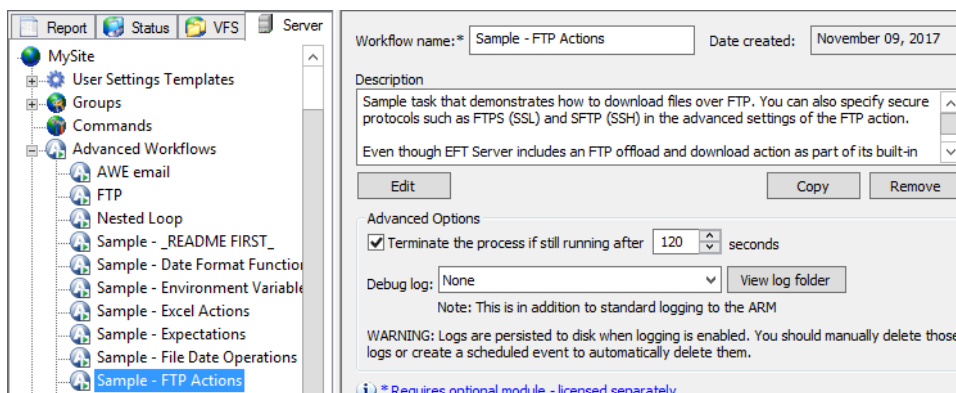 Report
Status
VFS
Server
MySite
User Settings Templates
Groups
Commands
Advanced Workflows
AWE email
FTP
Nested Loop
Sample - _README FIRST_
Sample - Date Format Function
Sample - Environment Variable
Sample - Excel Actions
Sample - Expectations
Sample - File Date Operations
Sample - FTP Actions
Workflow name:* Sample - FTP Actions Date created: November 09, 2017
Description
Sample task that demonstrates how to download files over FTP. You can also specify secure
protocols such as FTPS (SSL) and SFTP (SSH) in the advanced settings of the FTP action.
Even though EFT Server includes an FTP offload and download action as part of its built-in
Edit Copy Remove
Advanced Options
Terminate the process if still running after 120 seconds
Debug log: None View log folder
Note: This is in addition to standard logging to the ARM
WARNING: Logs are persisted to disk when logging is enabled. You should manually delete those
logs or create a scheduled event to automatically delete them.
* Requires optional module - licensed separately